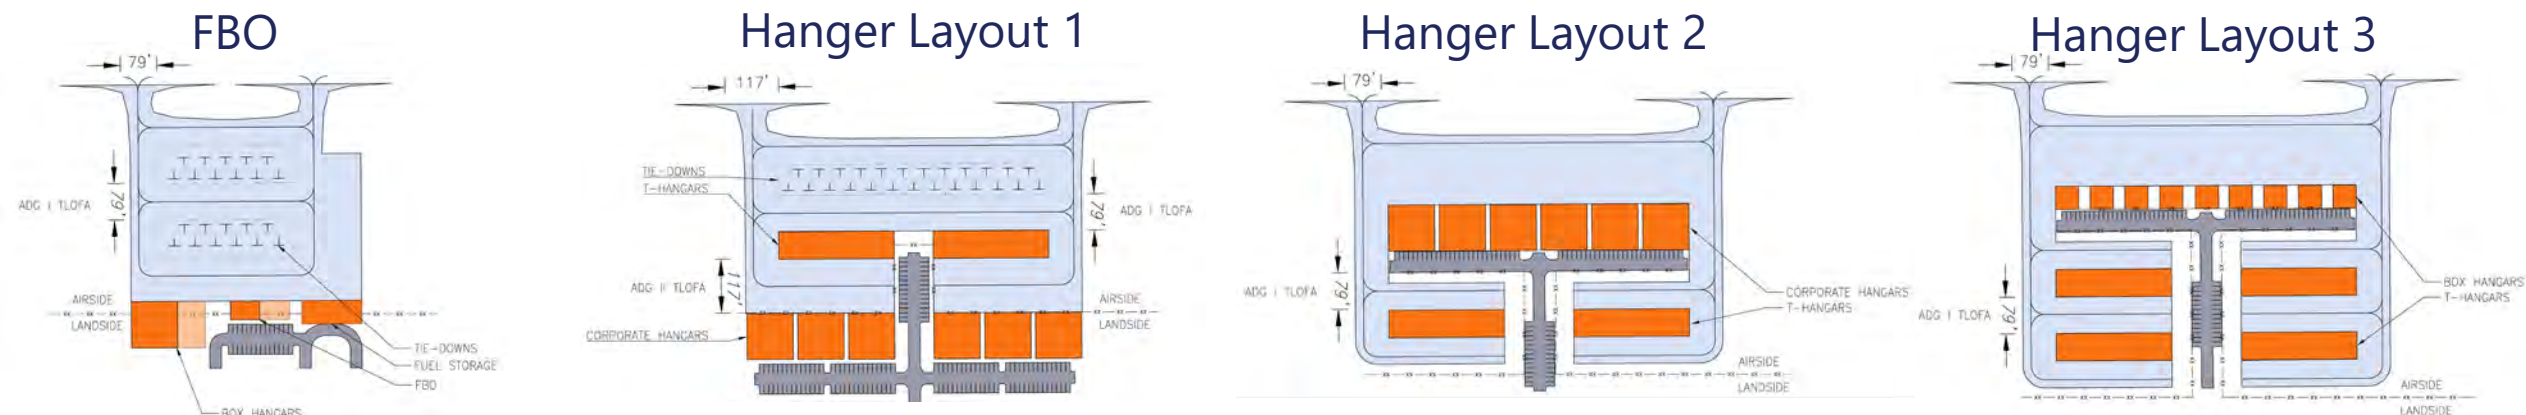 FBO
79'
ADG I TLOFA
79'
AIRSIDE
LANDSIDE
TIE-DOWNS
FUEL STORAGE
FBO
BOX HANGARS
Hanger Layout 1
117'
TIE-DOWNS
T-HANGARS
79'
ADG I TLOFA
ADG II TLOFA
117'
AIRSIDE
LANDSIDE
CORPORATE HANGARS
Hanger Layout 2
79'
ADG I TLOFA
79'
CORPORATE HANGARS
T-HANGARS
AIRSIDE
LANDSIDE
Hanger Layout 3
79'
BOX HANGARS
T-HANGARS
ADG I TLOFA
79'
AIRSIDE
LANDSIDE